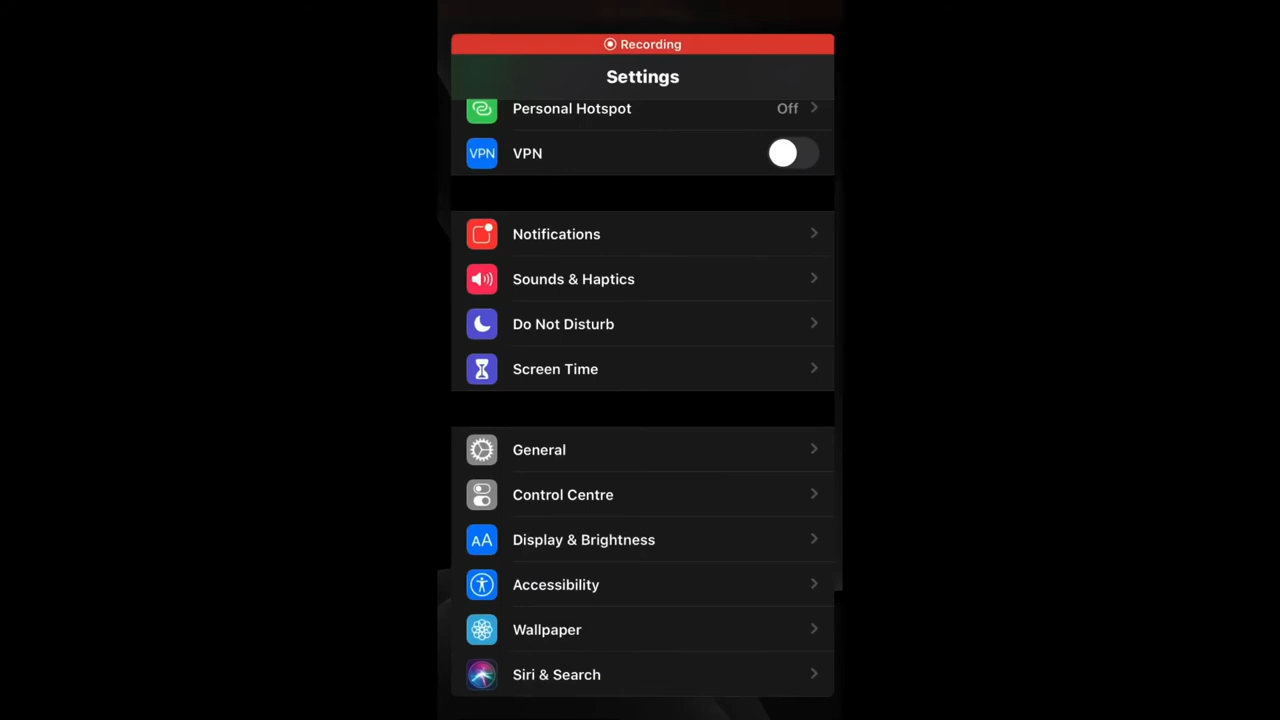 Recording
Settings
Personal Hotspot Off
VPN VPN
Notifications
Sounds & Haptics
Do Not Disturb
Screen Time
General
Control Centre
AA Display & Brightness
Accessibility
Wallpaper
Siri & Search